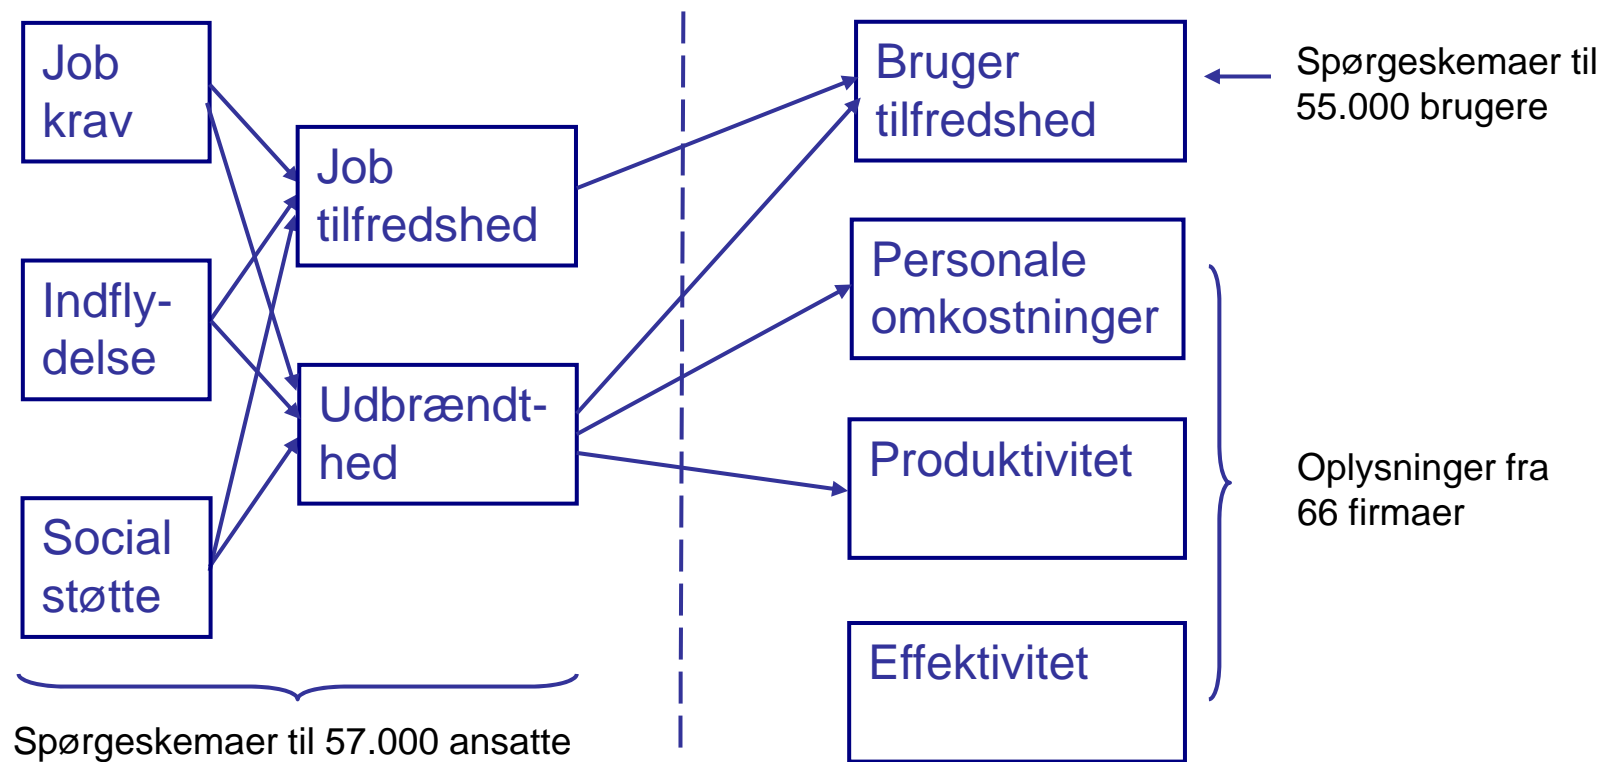 Job
krav
Indfly-
delse
Social
støtte
Job
tilfredshed
Udbrændt-
hed
Spørgeskemaer til 57.000 ansatte
Bruger
tilfredshed
Personale
omkostninger
Produktivitet
Effektivitet
Spørgeskemaer til
55.000 brugere
Oplysninger fra
66 firmaer